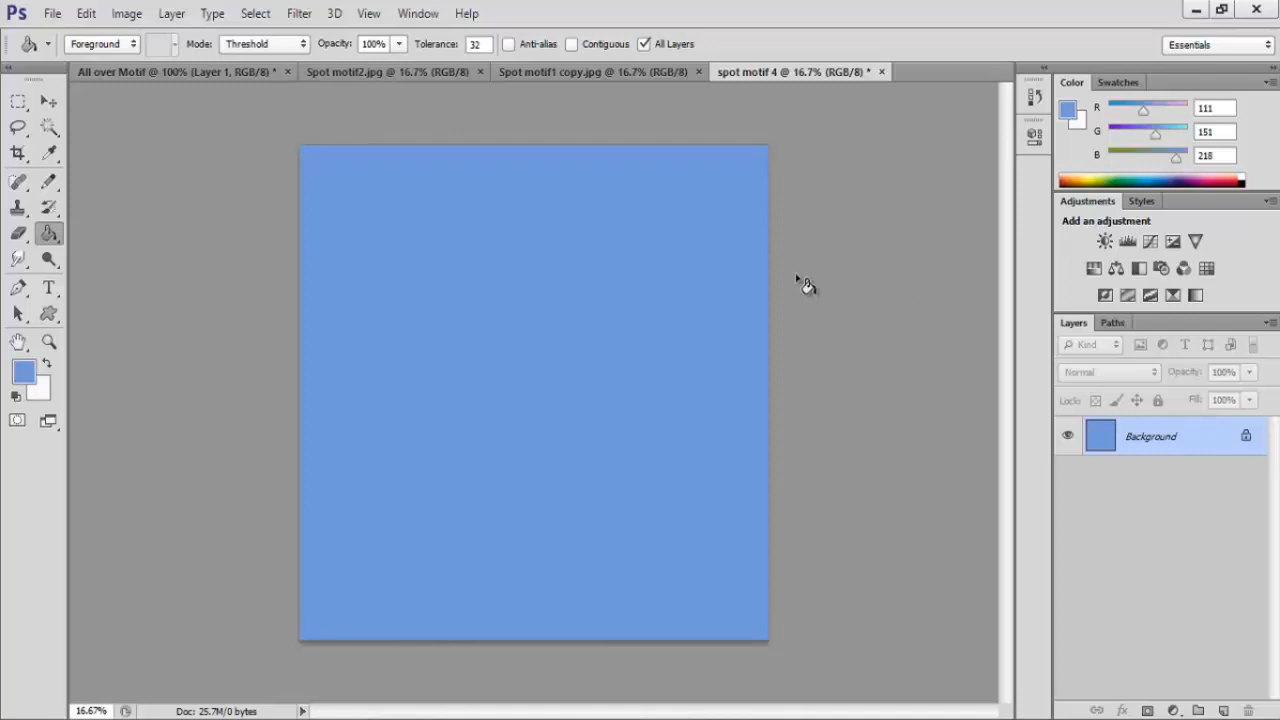 Ps File Edit Image Layer Type Select Filter 3D View Window Help
Foreground Mode: Threshold Opacity: 100% Tolerance: 32 Anti-alias Contiguous All Layers Essentials
All over Motif @ 100% (Layer 1, RGB/8) * × Spot motif2.jpg @ 16.7% (RGB/8) × Spot motif1 copy.jpg @ 16.7% (RGB/8) × spot motif 4 @ 16.7% (RGB/8) * ×
Color Swatches
R 111
G 151
B 218
Adjustments Styles
Add an adjustment
Layers Paths
Kind
Normal Opacity: 100%
Lock: Fill: 100%
Background
16.67% Doc: 25.7M/0 bytes